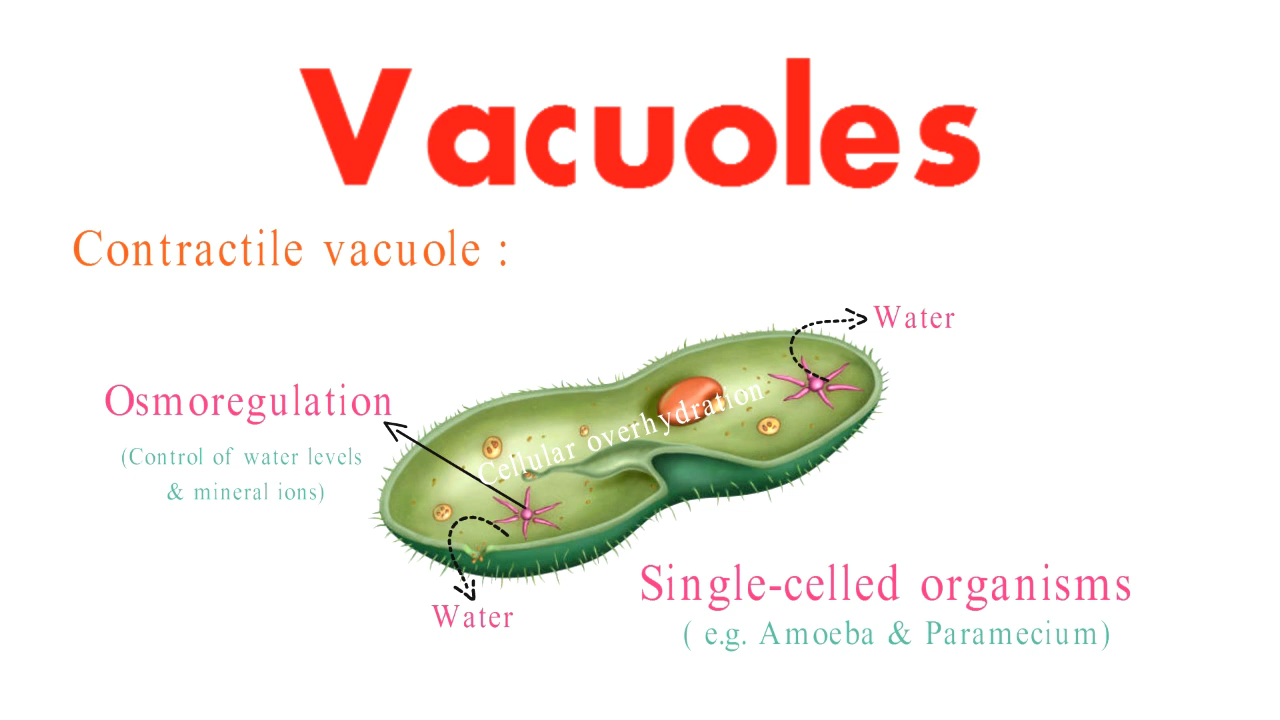 Vacuoles
Contractile vacuole :
Water
Osmoregulation
(Control of water levels
& mineral ions)
Cellular overhydration
Water
Single-celled organisms
( e.g. Amoeba & Paramecium)